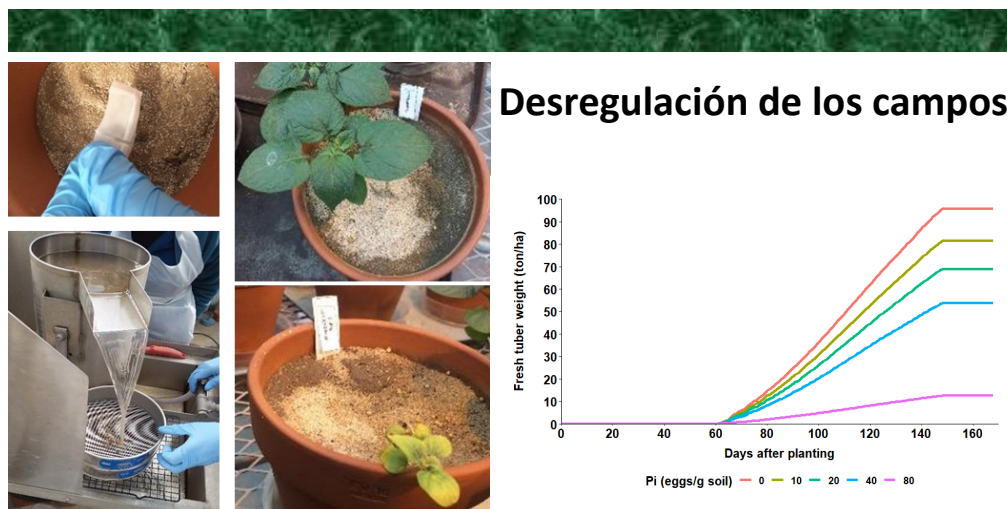 Desregulación de los campos
Fresh tuber weight (ton/ha)
100
90
80
70
60
50
40
30
20
10
0
0 20 40 60 80 100 120 140 160
Days after planting
Pi (eggs/g soil) 0 10 20 40 80